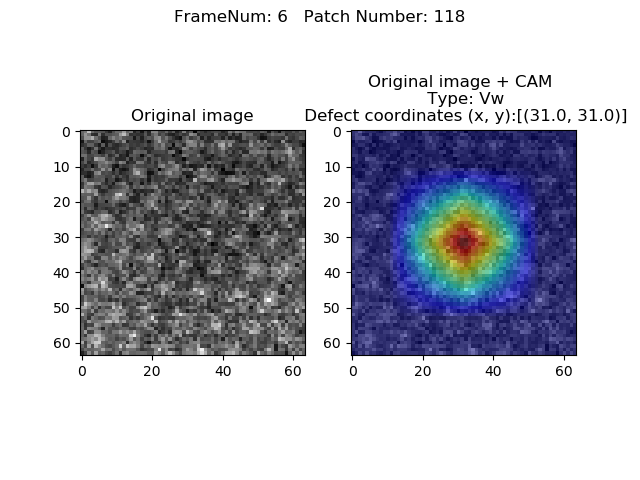 FrameNum: 6   Patch Number: 118
Original image
0
10
20
30
40
50
60
0 20 40 60
Original image + CAM
Type: Vw
Defect coordinates (x, y):[(31.0, 31.0)]
0
10
20
30
40
50
60
0 20 40 60